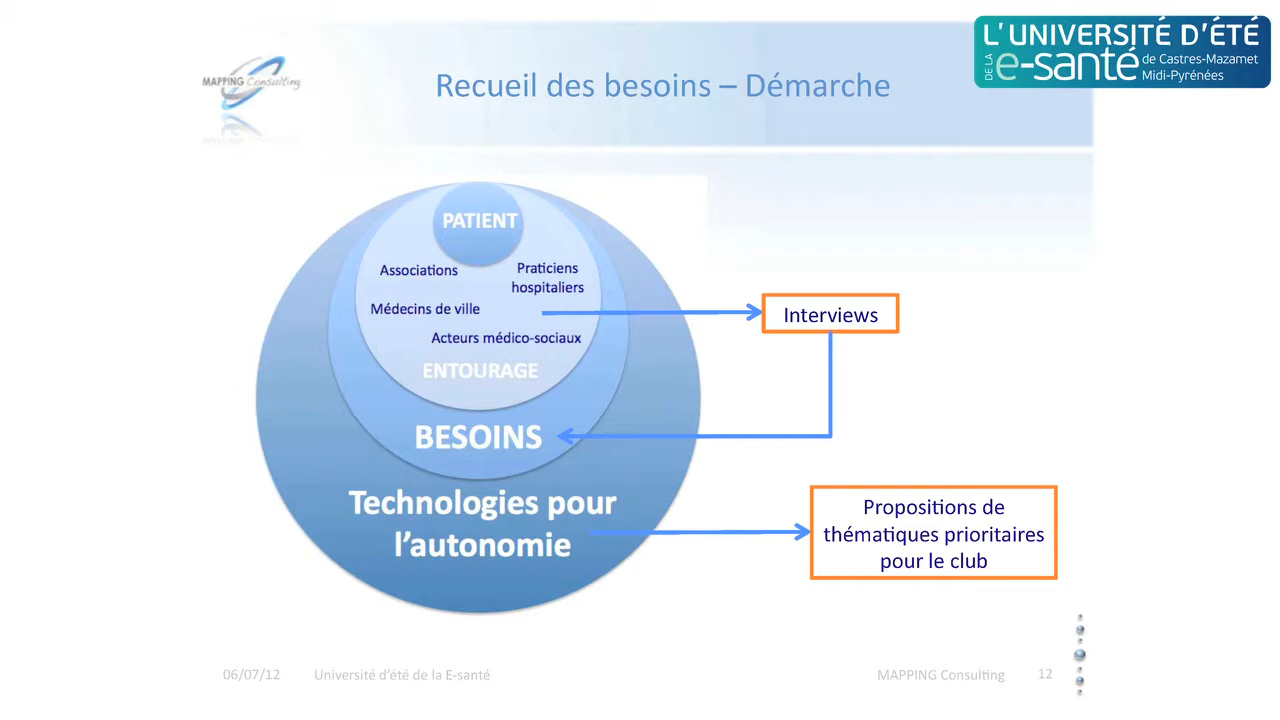 MAPPING Consulting
Recueil des besoins – Démarche
L'UNIVERSITÉ D'ÉTÉ
DE LA e-santé de Castres-Mazamet
Midi-Pyrénées
PATIENT
Associations
Praticiens
hospitaliers
Médecins de ville
Acteurs médico-sociaux
ENTOURAGE
Interviews
BESOINS
Technologies pour
l'autonomie
Propositions de
thématiques prioritaires
pour le club
06/07/12 Université d'été de la E-santé MAPPING Consulting 12